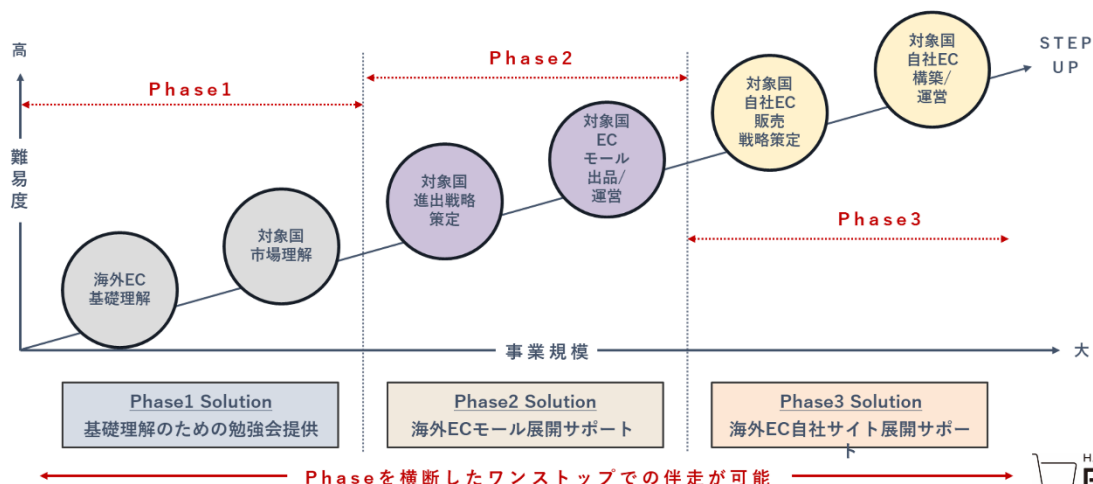 高
難易度
Phase1
Phase2
Phase3
STEP
UP
海外EC
基礎理解
対象国
市場理解
対象国
進出戦略
策定
対象国
EC
モール
出品/
運営
対象国
自社EC
販売
戦略策定
対象国
自社EC
構築/
運営
事業規模
大
Phase1 Solution
基礎理解のための勉強会提供
Phase2 Solution
海外ECモール展開サポート
Phase3 Solution
海外EC自社サイト展開サポー
ト
Phaseを横断したワンストップでの伴走が可能